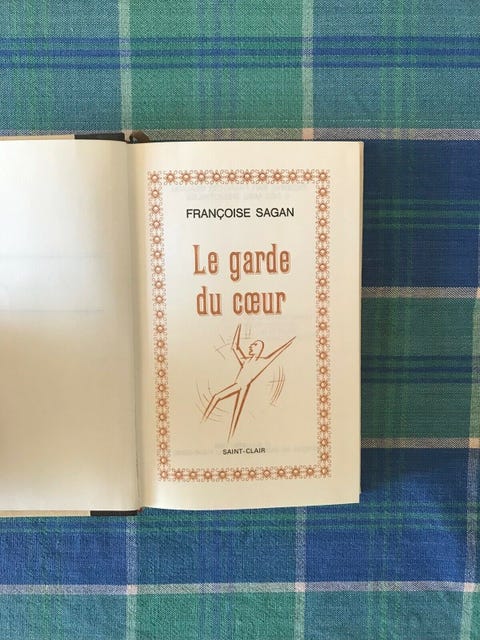 FRANÇOISE SAGAN
Le garde
du cœur
SAINT-CLAIR